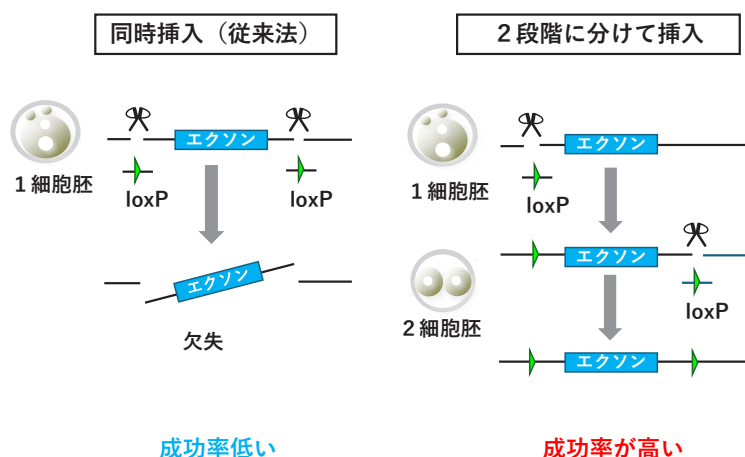 同時挿入（従来法）
エクソン
1細胞胚
loxP
loxP
エクソン
欠失
成功率低い
2段階に分けて挿入
エクソン
1細胞胚
loxP
エクソン
2細胞胚
loxP
エクソン
成功率が高い